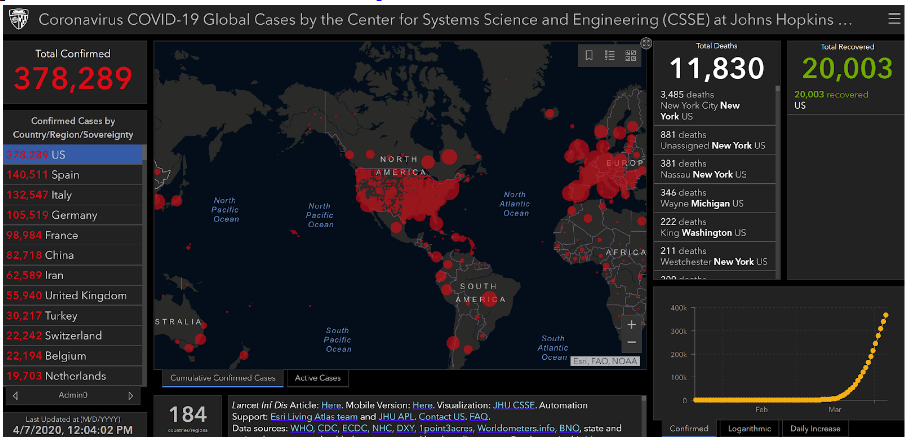 Coronavirus COVID-19 Global Cases by the Center for Systems Science and Engineering (CSSE) at Johns Hopkins ...
Total Confirmed
378,289
Confirmed Cases by
Country/Region/Sovereignty
378,289 US
140,511 Spain
132,547 Italy
105,519 Germany
98,984 France
82,718 China
62,589 Iran
55,940 United Kingdom
30,217 Turkey
22,242 Switzerland
22,194 Belgium
19,703 Netherlands
Admin0
Last Updated at (M/D/YYYY)
4/7/2020, 12:04:02 PM
NORTH
AMERICA
EUROP
North
Pacific
Ocean
North
Pacific
Ocean
North
Atlantic
Ocean
AFRICA
SOUTH
AMERICA
STRALIA
South
Pacific
Ocean
South
Atlantic
Ocean
+
−
Esri, FAO, NOAA
Cumulative Confirmed Cases
Active Cases
184
countries/regions
Lancet Inf Dis Article: Here. Mobile Version: Here. Visualization: JHU CSSE. Automation
Support: Esri Living Atlas team and JHU APL. Contact US. FAQ.
Data sources: WHO, CDC, ECDC, NHC, DXY, 1point3acres, Worldometers.info, BNO, state and
Total Deaths
11,830
3,485 deaths
New York City New
York US
881 deaths
Unassigned New York US
381 deaths
Nassau New York US
346 deaths
Wayne Michigan US
222 deaths
King Washington US
211 deaths
Westchester New York US
Total Recovered
20,003
20,003 recovered
US
400k
300k
200k
100k
0
Feb
Mar
Confirmed
Logarithmic
Daily Increase